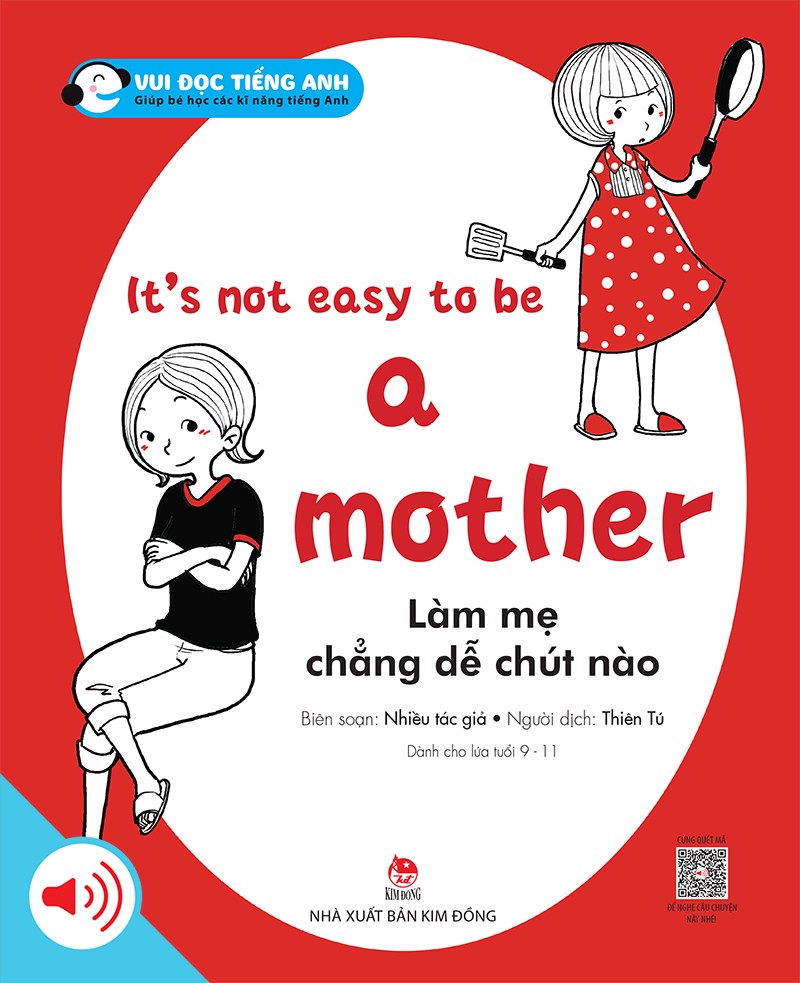 VUI ĐỌC TIẾNG ANH
Giúp bé học các kĩ năng tiếng Anh
It's not easy to be
a
mother
Làm mẹ
chẳng dễ chút nào
Biên soạn: Nhiều tác giả • Người dịch: Thiên Tú
Dành cho lứa tuổi 9 - 11
CÙNG QUÉT MÃ
ĐỂ NGHE CÂU CHUYỆN
NÀY NHÉ!
KIM ĐỒNG
NHÀ XUẤT BẢN KIM ĐỒNG